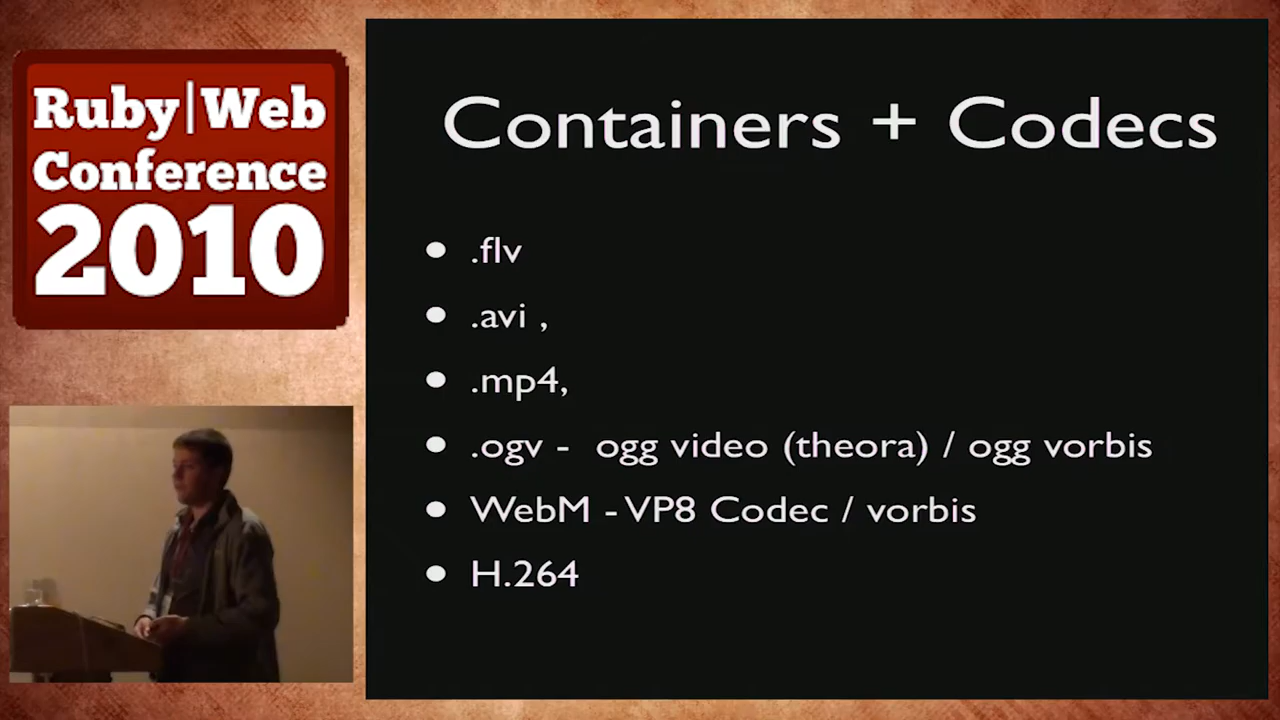 Ruby|Web
Conference
2010
Containers + Codecs
• .flv
• .avi ,
• .mp4,
• .ogv - ogg video (theora) / ogg vorbis
• WebM - VP8 Codec / vorbis
• H.264